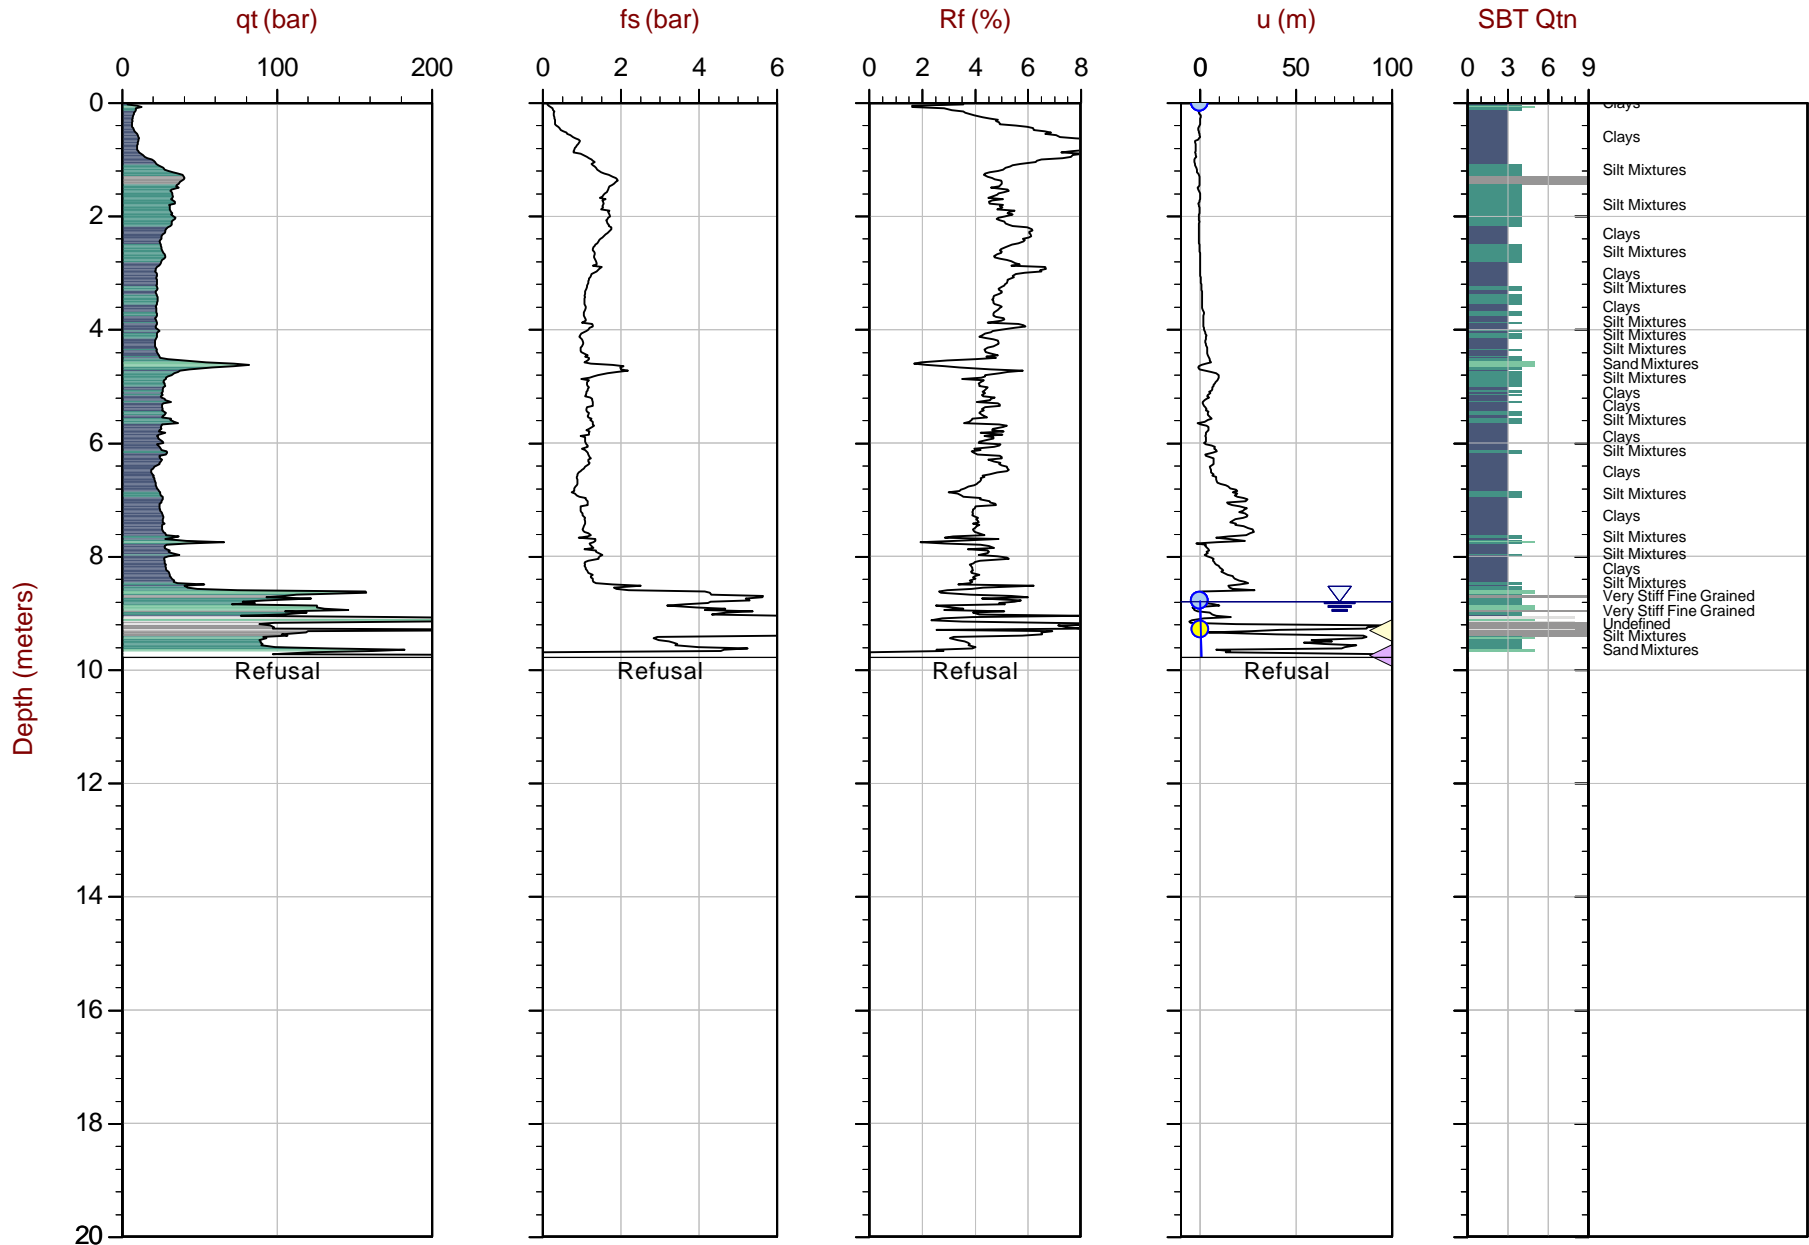 qt (bar) fs (bar) Rf (%) u (m) SBT Qtn
0 100 200 0 2 4 6 0 2 4 6 8 0 50 100 0 3 6 9
0
2
4
6
8
10
12
14
16
18
20
Depth (meters)
Refusal Refusal Refusal Refusal
Clays
Clays
Silt Mixtures
Silt Mixtures
Clays
Silt Mixtures
Clays
Silt Mixtures
Clays
Silt Mixtures
Silt Mixtures
Silt Mixtures
Sand Mixtures
Silt Mixtures
Clays
Clays
Silt Mixtures
Clays
Silt Mixtures
Clays
Silt Mixtures
Clays
Silt Mixtures
Silt Mixtures
Clays
Silt Mixtures
Very Stiff Fine Grained
Very Stiff Fine Grained
Undefined
Silt Mixtures
Sand Mixtures